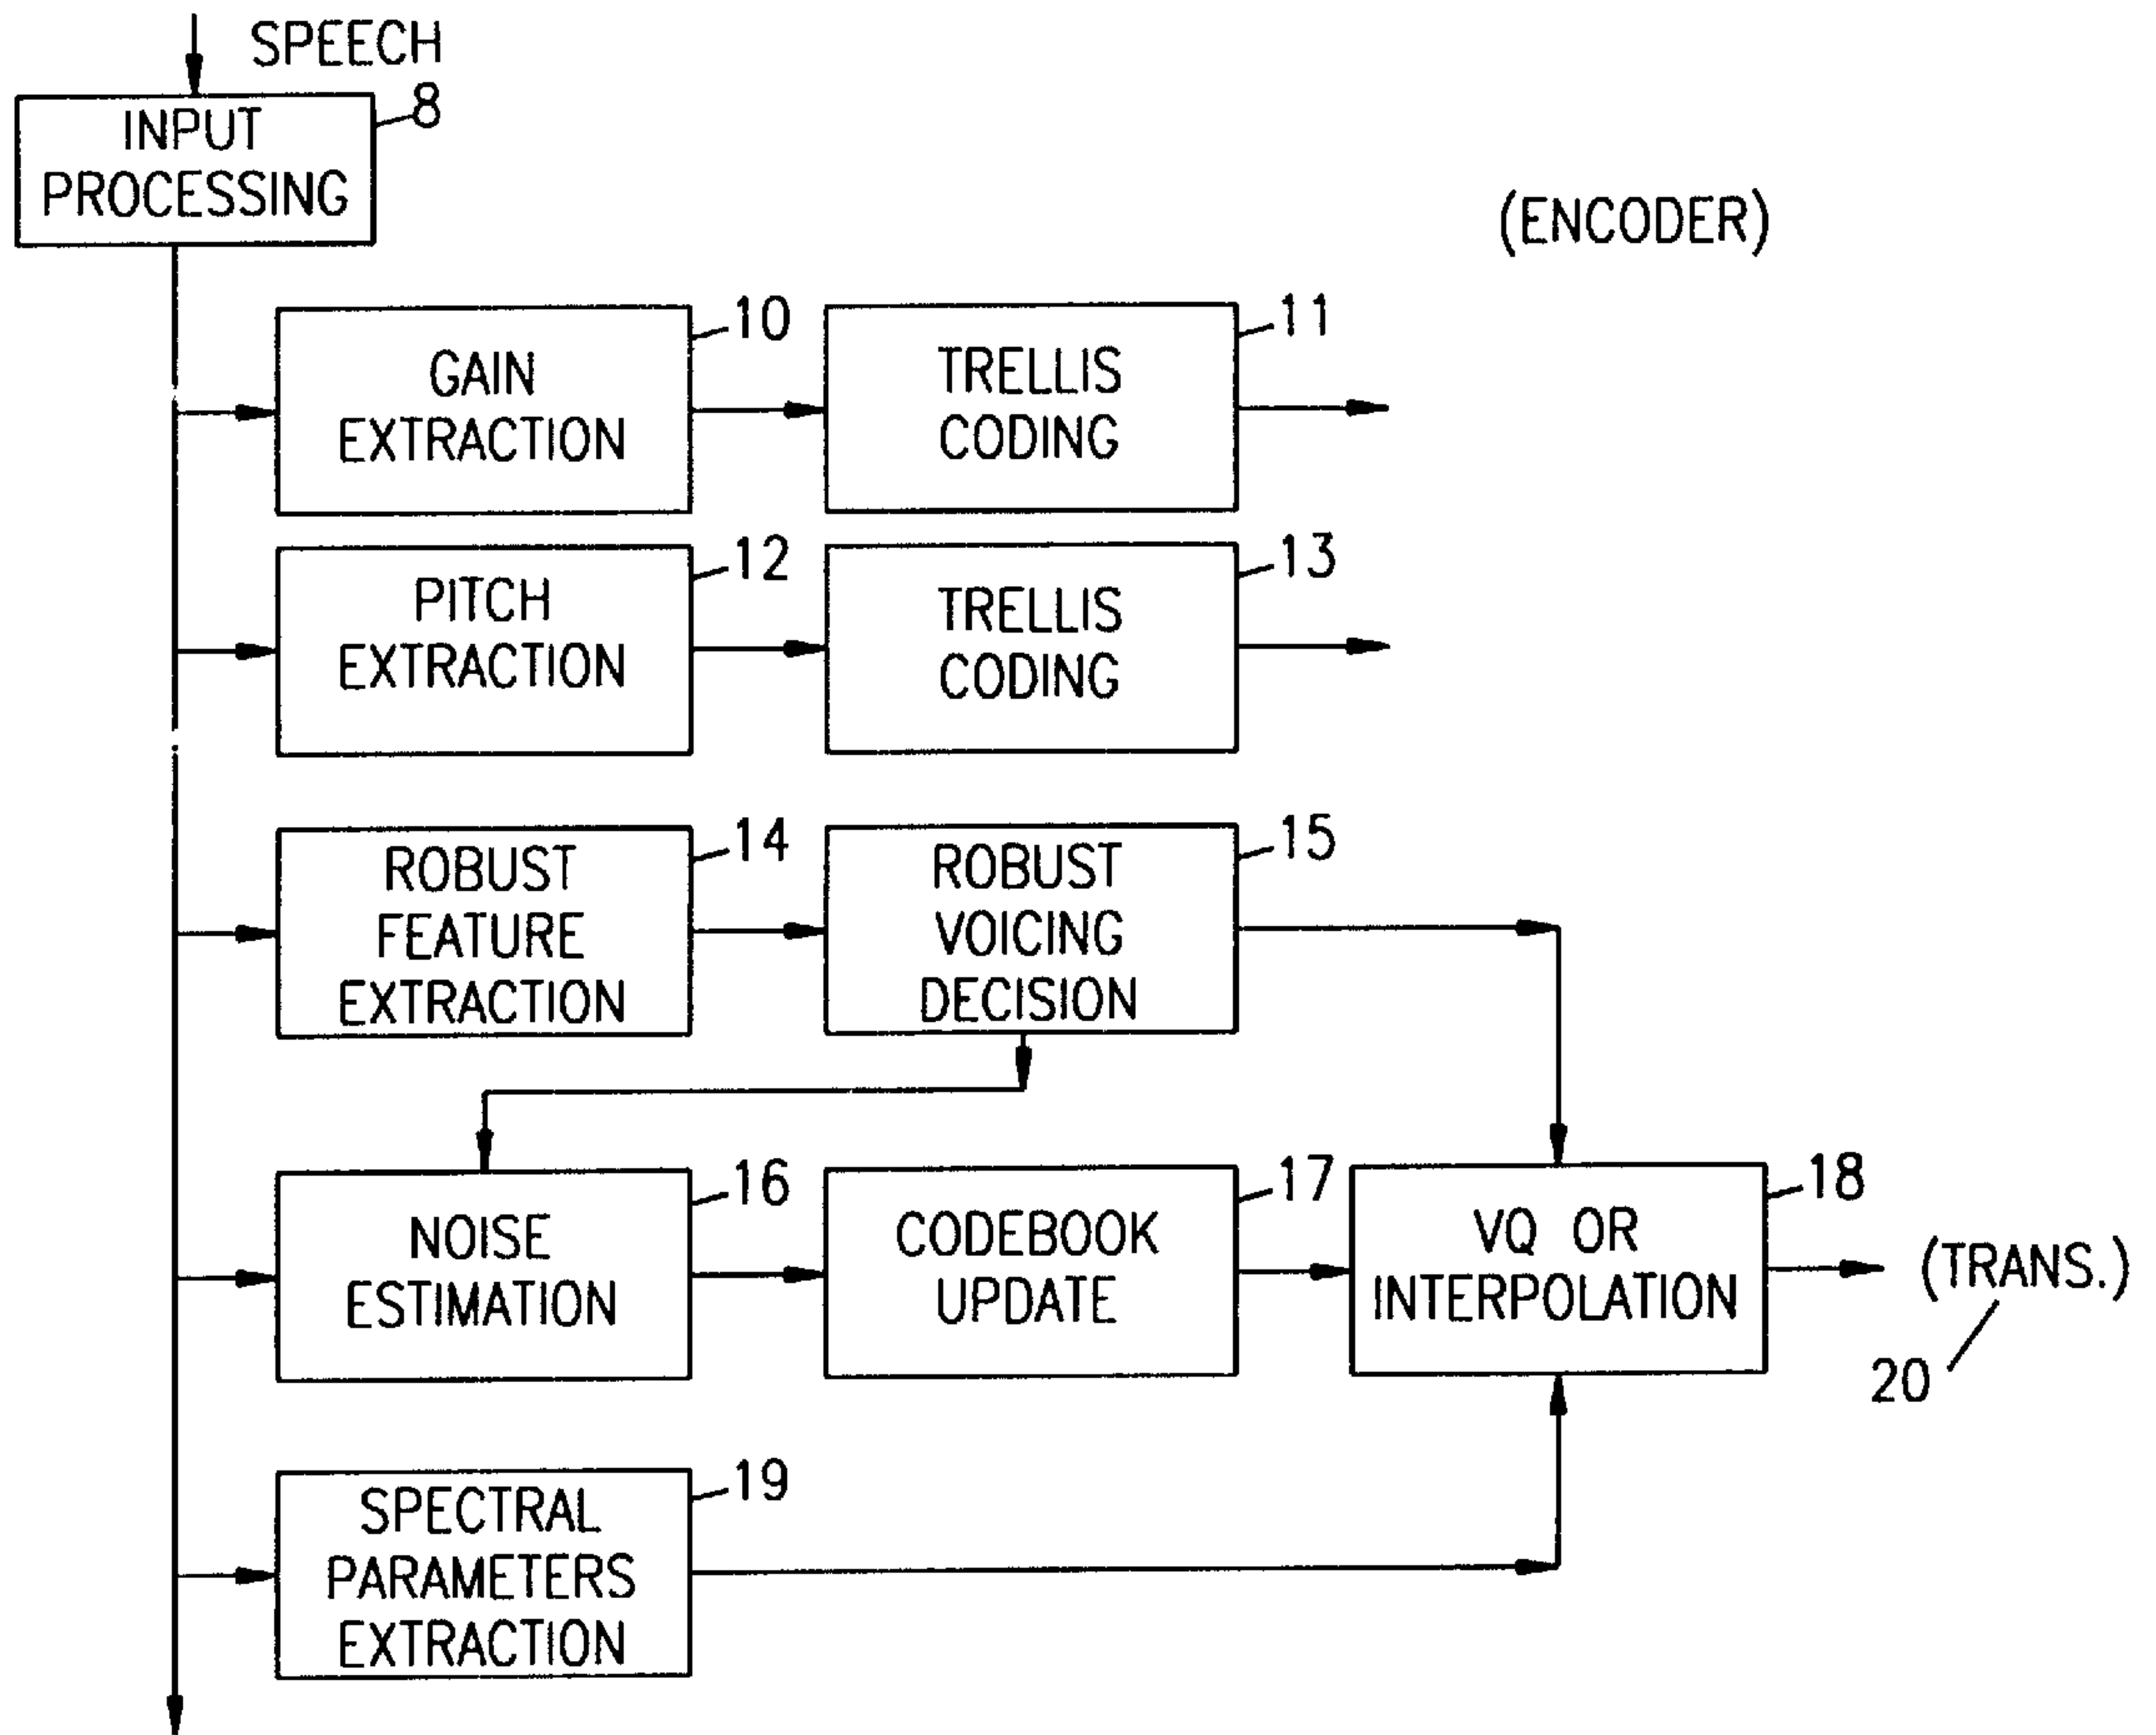 SPEECH
INPUT
PROCESSING
8
(ENCODER)
GAIN
EXTRACTION
10
TRELLIS
CODING
11
PITCH
EXTRACTION
12
TRELLIS
CODING
13
ROBUST
FEATURE
EXTRACTION
14
ROBUST
VOICING
DECISION
15
NOISE
ESTIMATION
16
CODEBOOK
UPDATE
17
VQ OR
INTERPOLATION
18
(TRANS.)
20
SPECTRAL
PARAMETERS
EXTRACTION
19